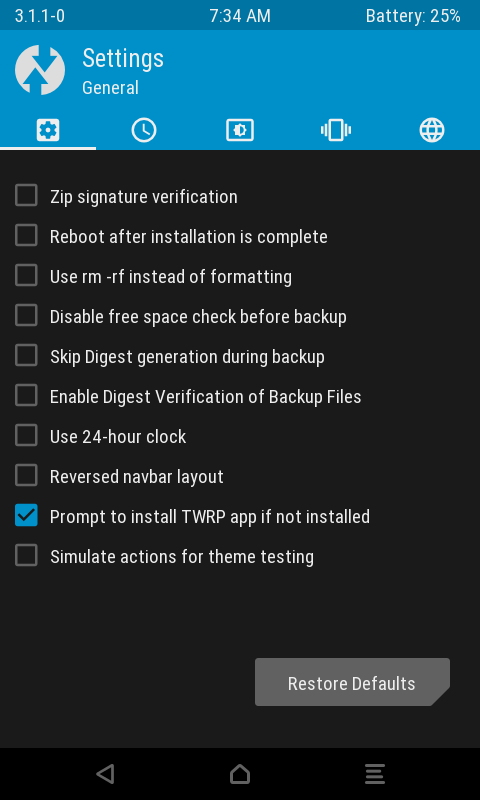 3.1.1-0 7:34 AM Battery: 25%
Settings
General
Zip signature verification
Reboot after installation is complete
Use rm -rf instead of formatting
Disable free space check before backup
Skip Digest generation during backup
Enable Digest Verification of Backup Files
Use 24-hour clock
Reversed navbar layout
Prompt to install TWRP app if not installed
Simulate actions for theme testing
Restore Defaults